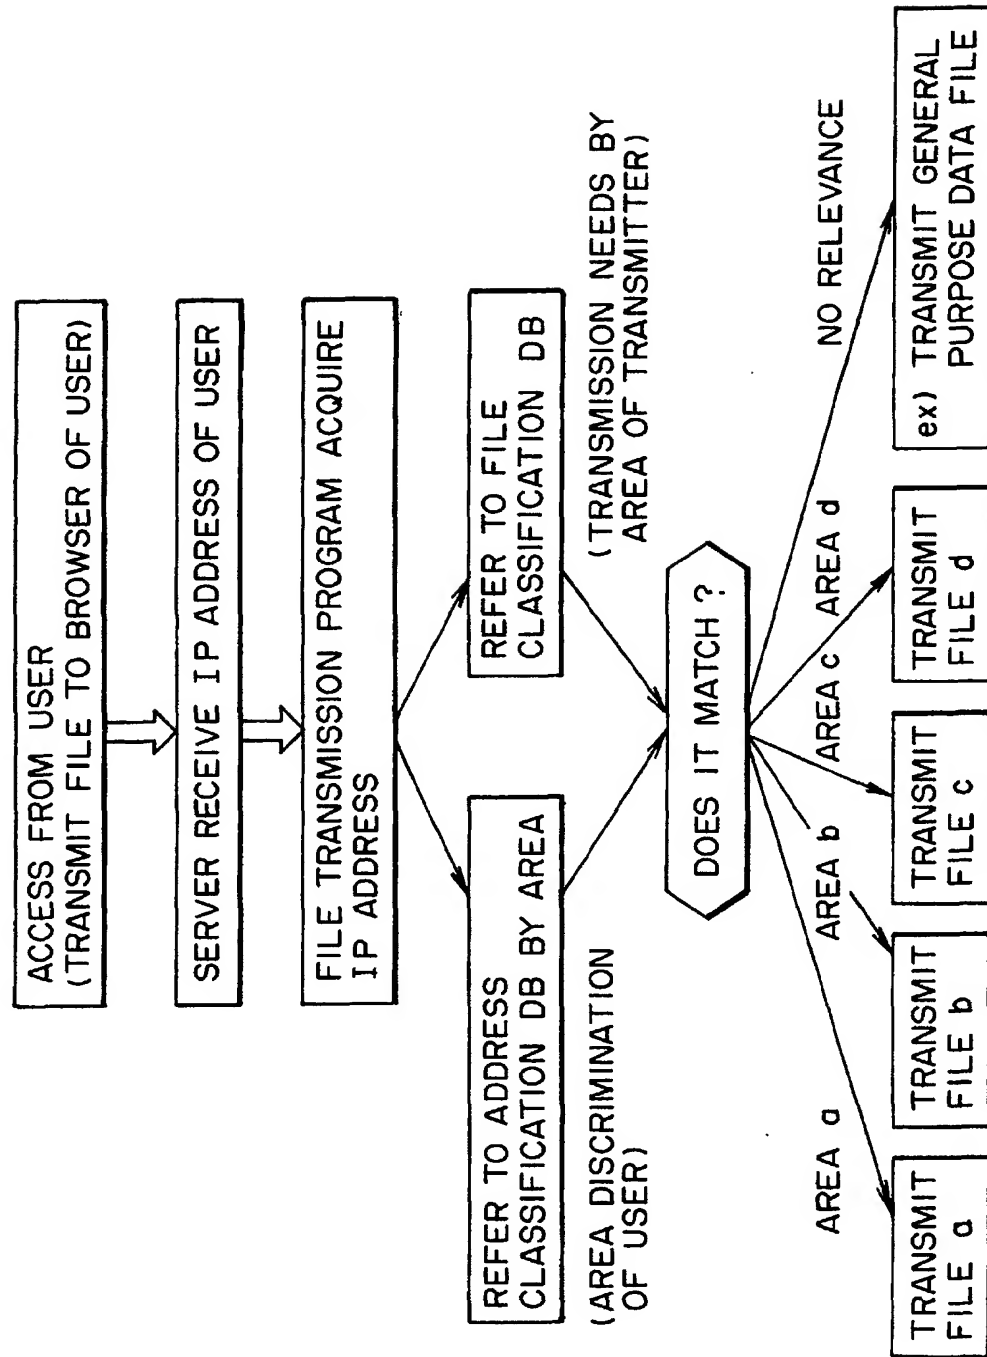 ACCESS FROM USER
(TRANSMIT FILE TO BROWSER OF USER)
SERVER RECEIVE IP ADDRESS OF USER
FILE TRANSMISSION PROGRAM ACQUIRE
IP ADDRESS
REFER TO ADDRESS
CLASSIFICATION DB BY AREA
(AREA DISCRIMINATION
OF USER)
REFER TO FILE
CLASSIFICATION DB
(TRANSMISSION NEEDS BY
AREA OF TRANSMITTER)
DOES IT MATCH ?
AREA a
AREA b
AREA c
AREA d
NO RELEVANCE
TRANSMIT
FILE a
TRANSMIT
FILE b
TRANSMIT
FILE c
TRANSMIT
FILE d
ex) TRANSMIT GENERAL
PURPOSE DATA FILE